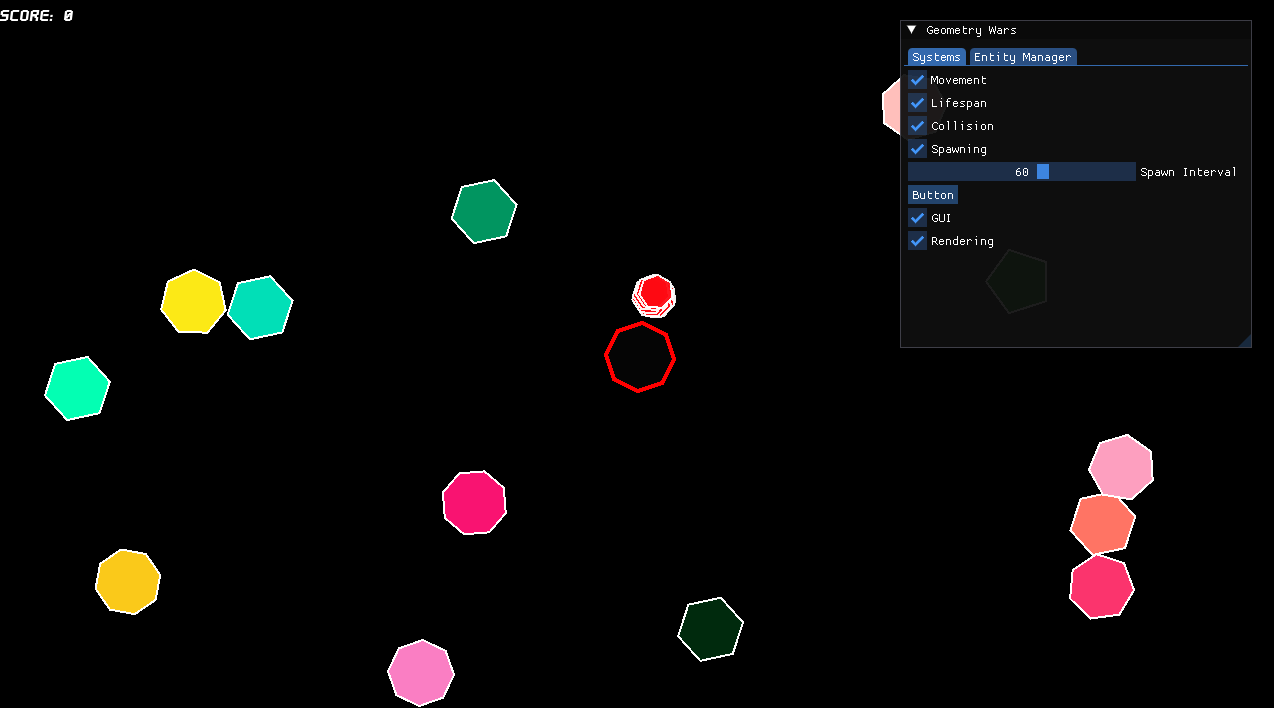 SCORE: 0
Geometry Wars
Systems Entity Manager
Movement
Lifespan
Collision
Spawning
60 Spawn Interval
Button
GUI
Rendering